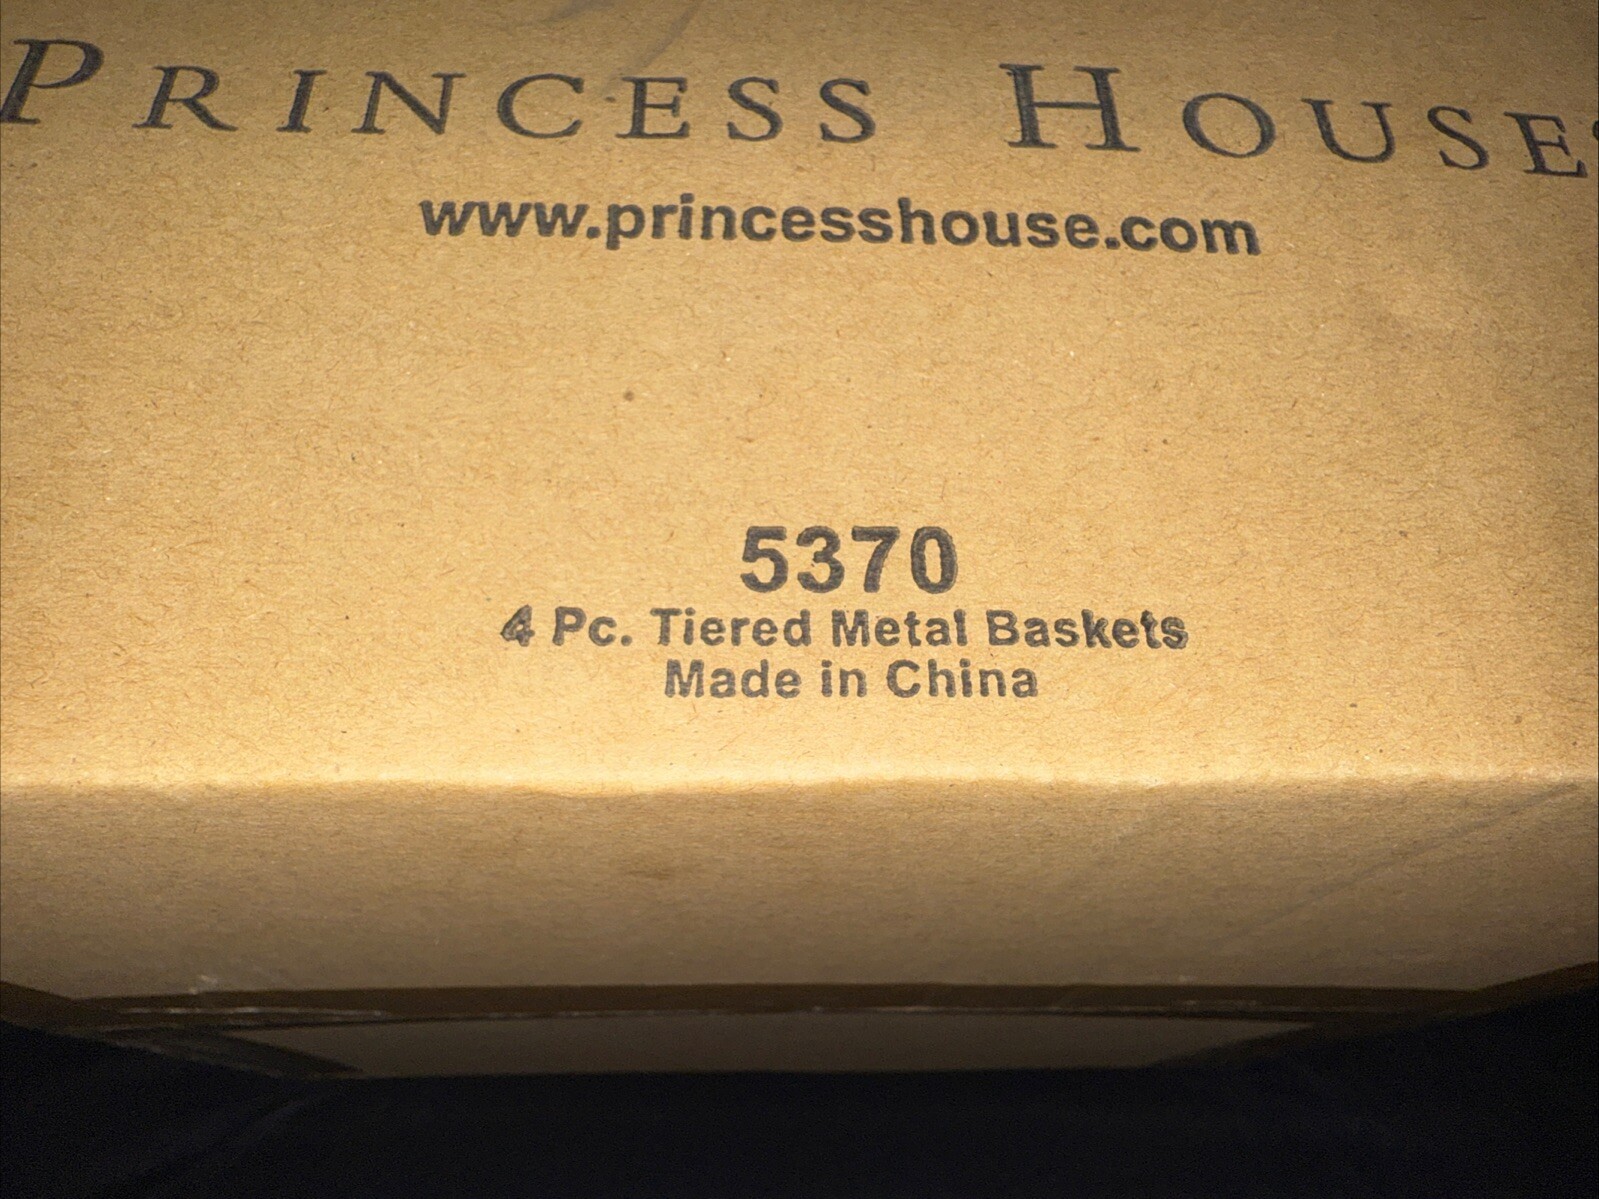 PRINCESS HOUSE
www.princesshouse.com
5370
4 Pc. Tiered Metal Baskets
Made in China